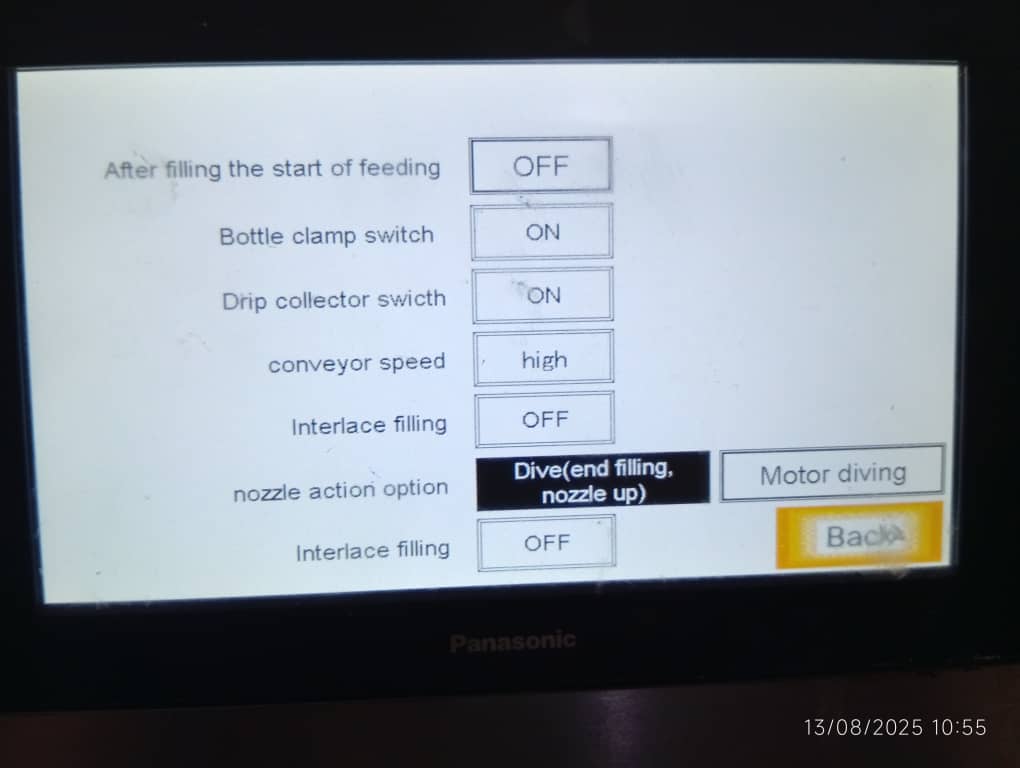 After filling the start of feeding OFF
Bottle clamp switch ON
Drip collector swicth ON
conveyor speed high
Interlace filling OFF
nozzle action option Dive(end filling, nozzle up) Motor diving
Back
Interlace filling OFF
Panasonic
13/08/2025 10:55